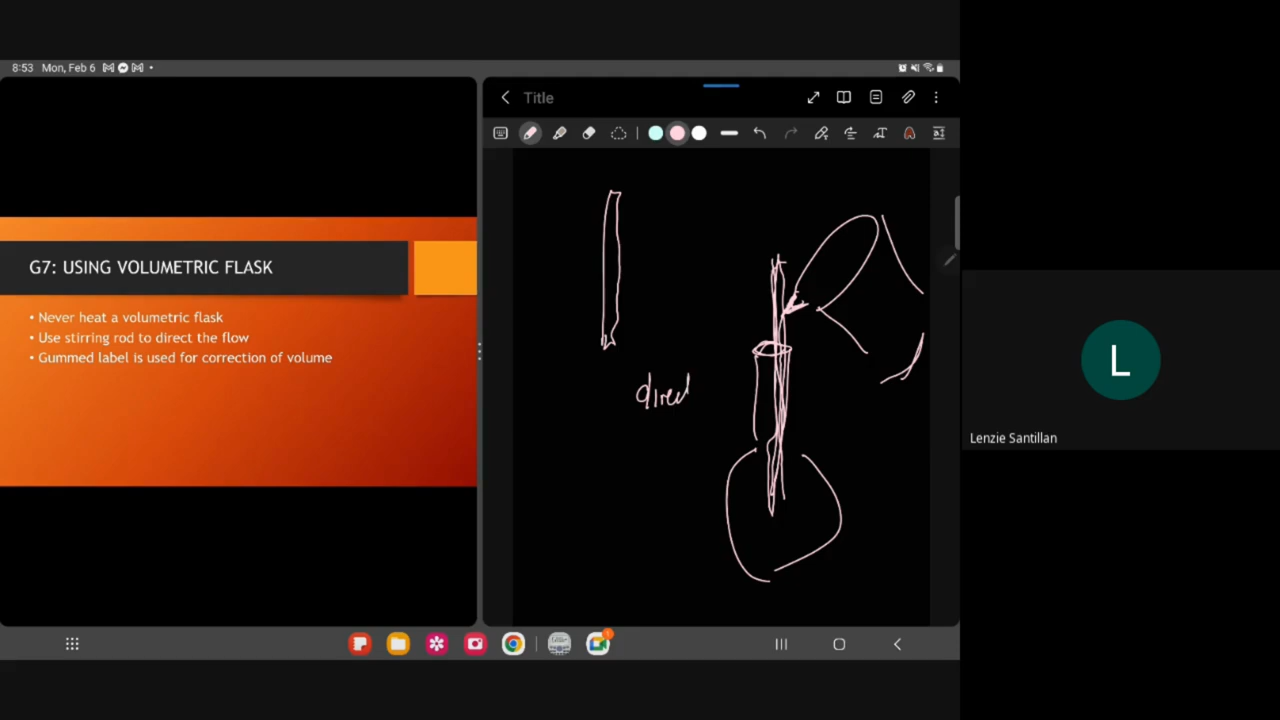 8:53 Mon, Feb 6
Title
G7: USING VOLUMETRIC FLASK
• Never heat a volumetric flask
• Use stirring rod to direct the flow
• Gummed label is used for correction of volume
direct
L
Lenzie Santillan